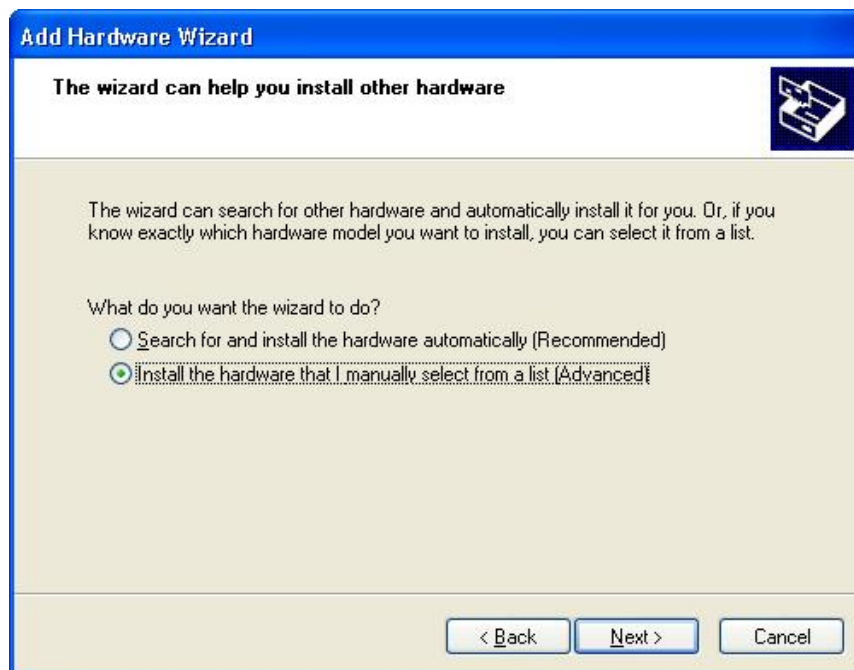 Add Hardware Wizard
The wizard can help you install other hardware
The wizard can search for other hardware and automatically install it for you. Or, if you
know exactly which hardware model you want to install, you can select it from a list.
What do you want the wizard to do?
Search for and install the hardware automatically (Recommended)
Install the hardware that I manually select from a list (Advanced)
< Back Next > Cancel